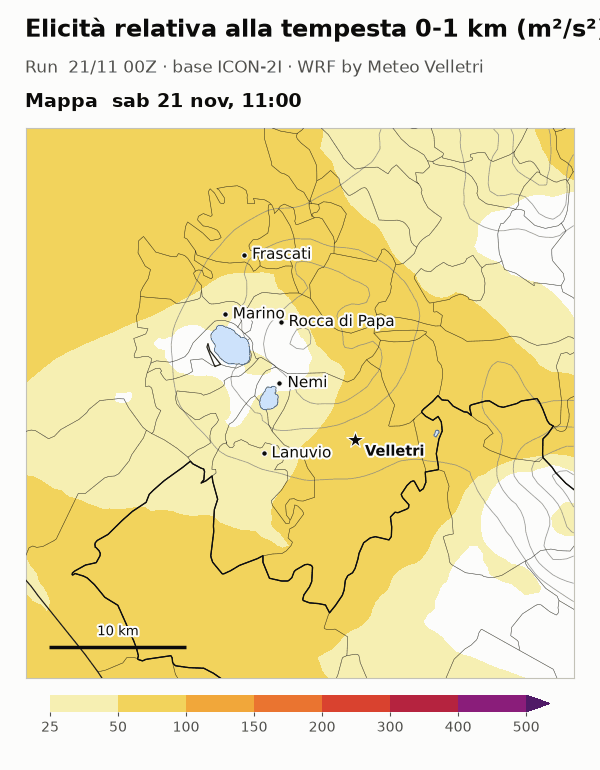 Elicità relativa alla tempesta 0-1 km (m²/s²)
Run 21/11 00Z · base ICON-2I · WRF by Meteo Velletri
Mappa sab 21 nov, 11:00
Frascati
Marino
Rocca di Papa
Nemi
Velletri
Lanuvio
10 km
25 50 100 150 200 300 400 500